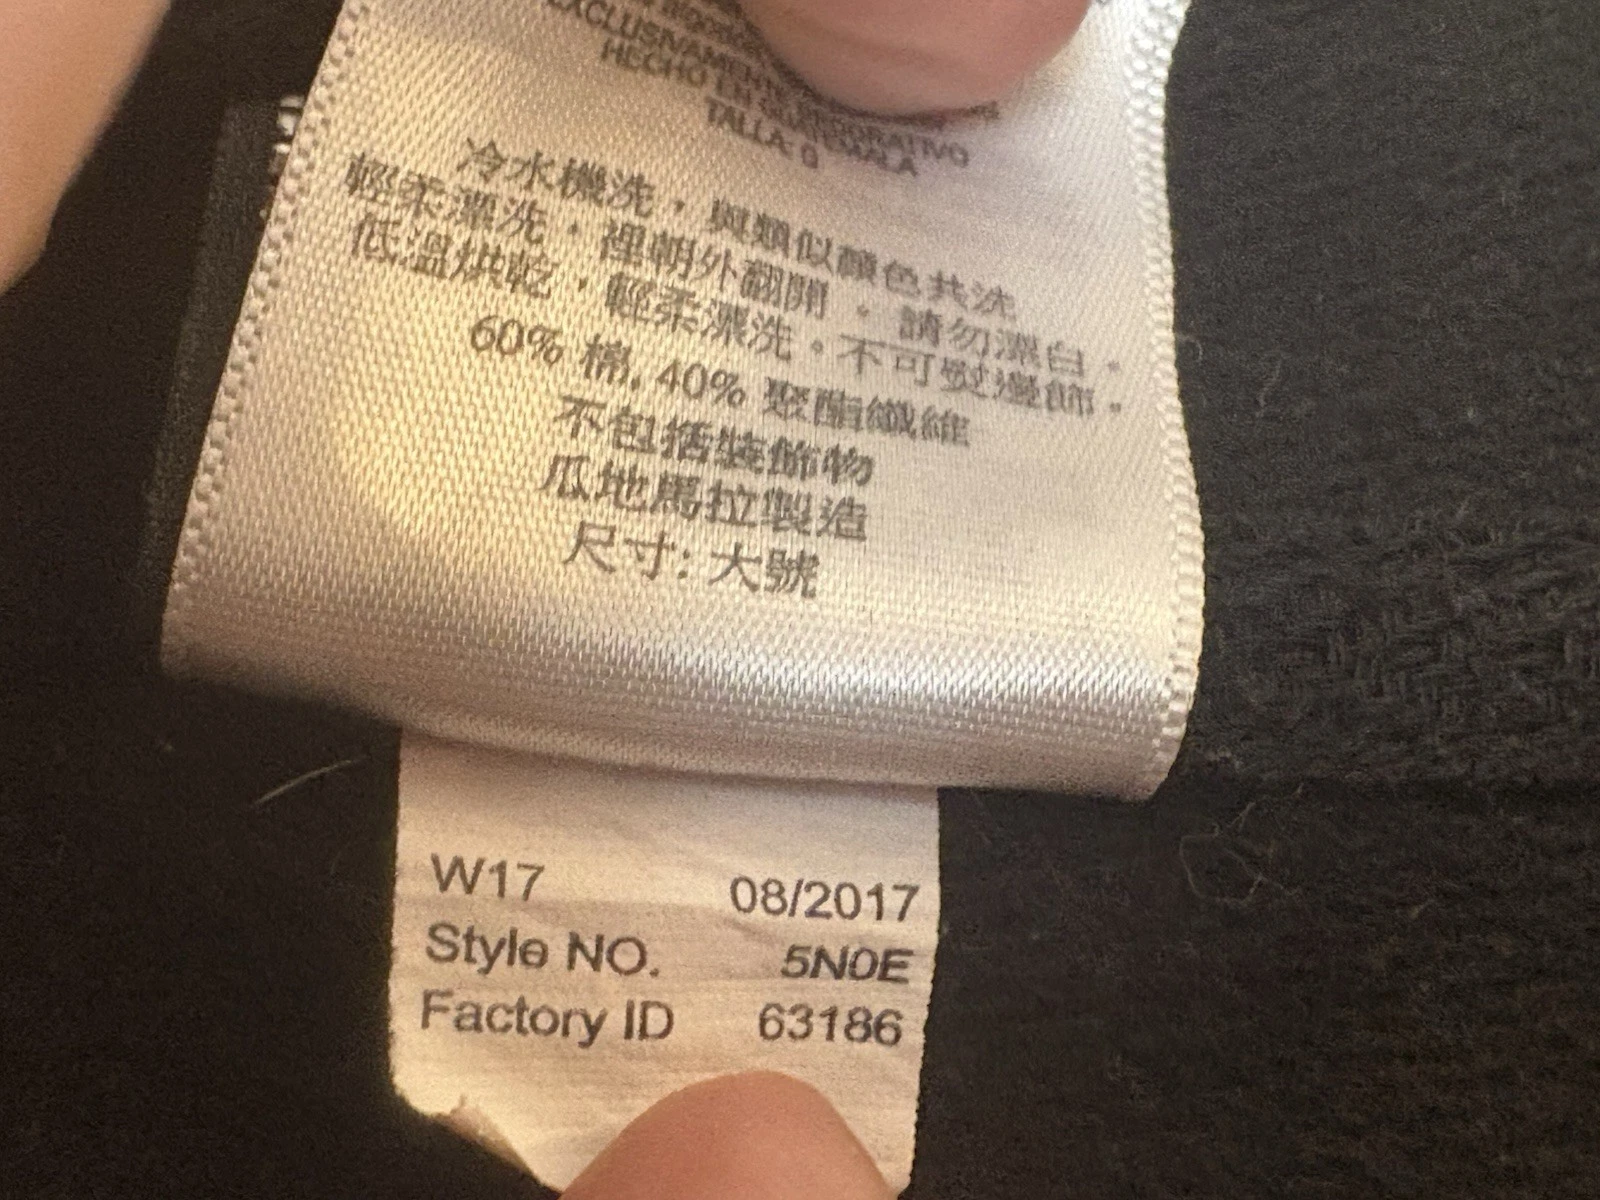 EXCLUSIVAMENTE
HECHO EN GUATEMALA
TALLA: G
冷水機洗，與類似顏色共洗
輕柔漂洗，裡朝外翻開。請勿漂白。
低溫烘乾，輕柔漂洗。不可熨邊飾。
60% 棉, 40% 聚酯纖維
不包括裝飾物
瓜地馬拉製造
尺寸: 大號
W17 08/2017
Style NO. 5N0E
Factory ID 63186